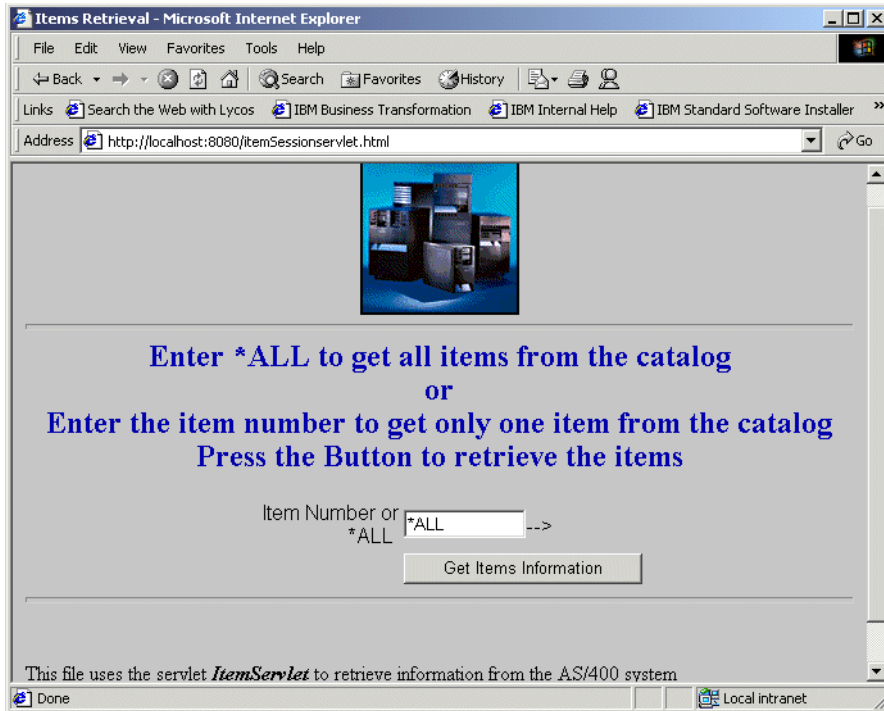 Items Retrieval - Microsoft Internet Explorer
File Edit View Favorites Tools Help
Back Search Favorites History
Links Search the Web with Lycos IBM Business Transformation IBM Internal Help IBM Standard Software Installer »
Address http://localhost:8080/itemSessionservlet.html Go
Enter *ALL to get all items from the catalog
or
Enter the item number to get only one item from the catalog
Press the Button to retrieve the items
Item Number or
*ALL *ALL -->
Get Items Information
This file uses the servlet ItemServlet to retrieve information from the AS/400 system
Done Local intranet